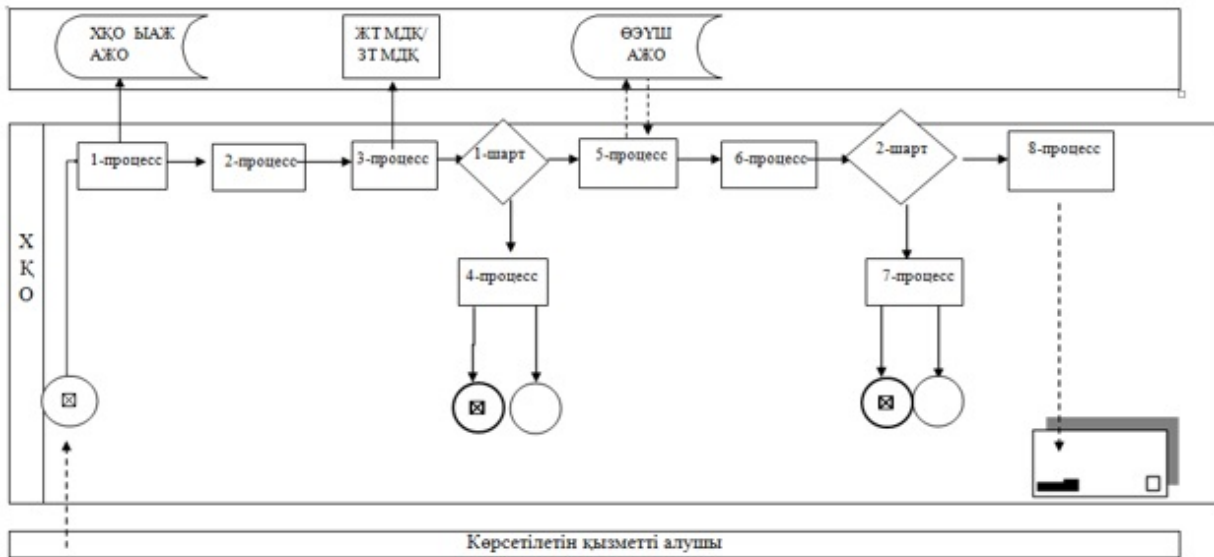 ХҚО ЫАЖ
АЖО
ЖТ МДҚ/
ЗТ МДҚ
ӨЭҮШ
АЖО
1-процесс
2-процесс
3-процесс
1-шарт
5-процесс
6-процесс
2-шарт
8-процесс
Х
Қ
О
4-процесс
7-процесс
Көрсетілетін қызметті алушы